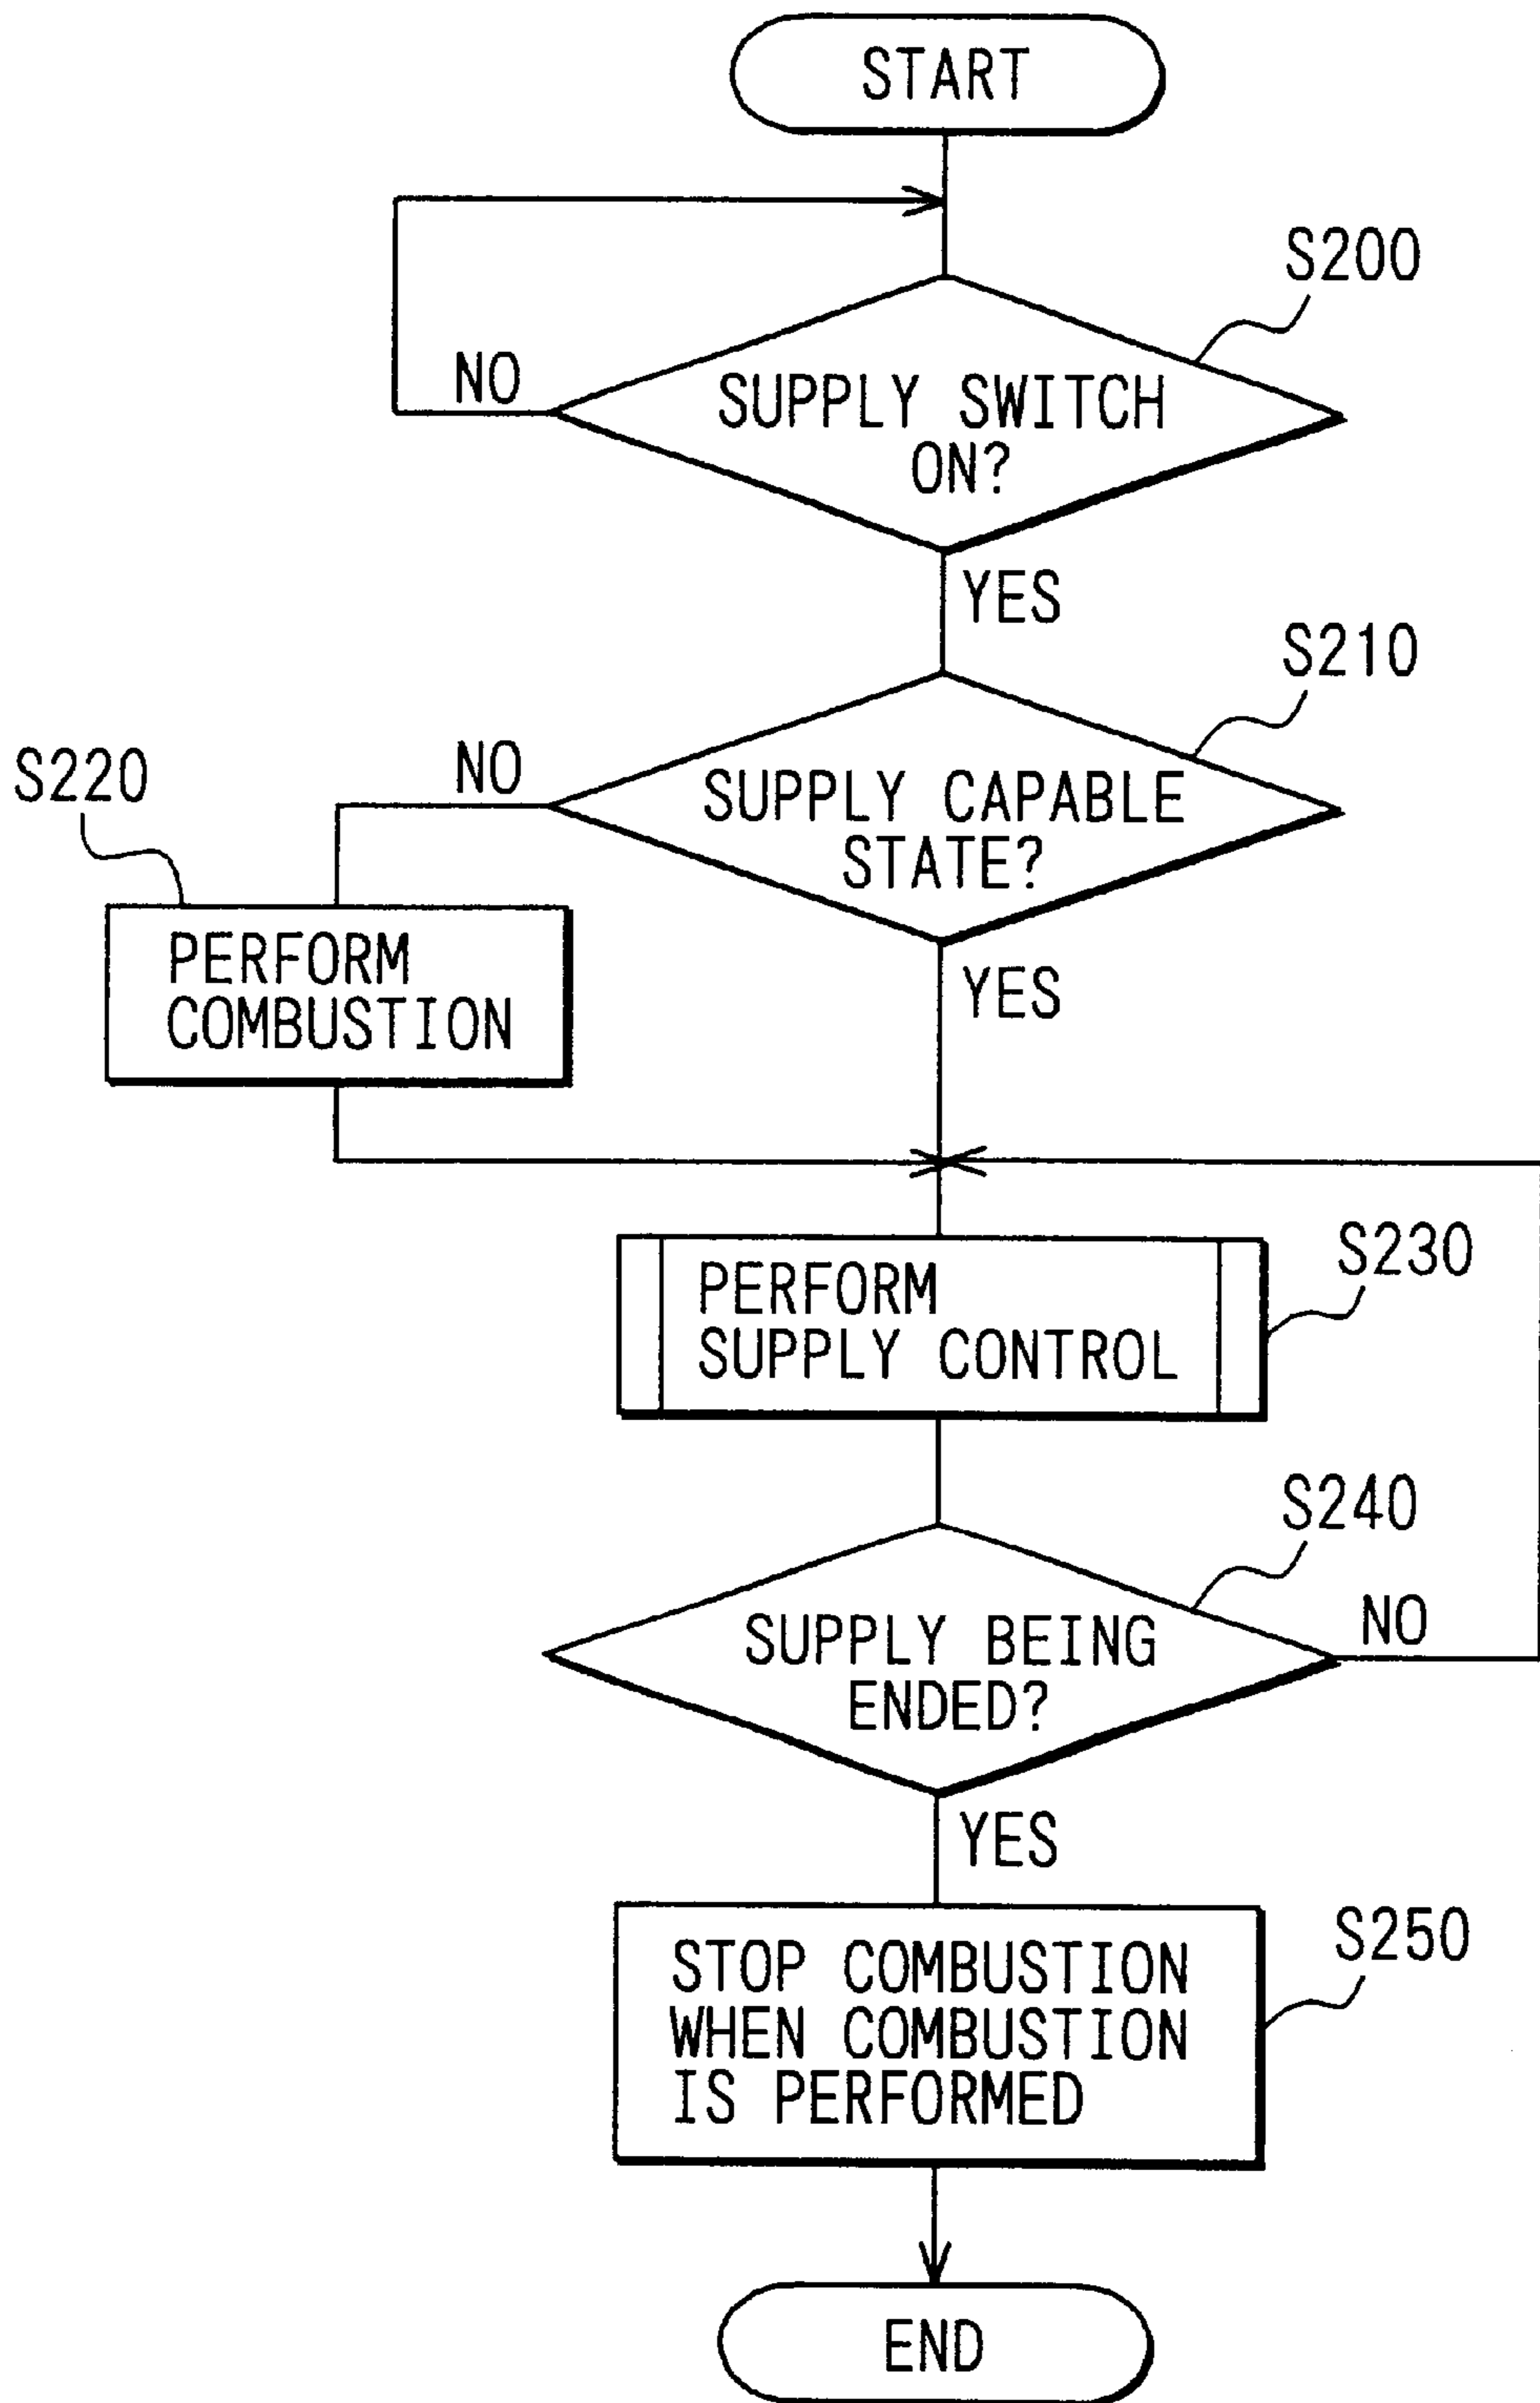 START
S200
NO
SUPPLY SWITCH
ON?
YES
S210
NO
SUPPLY CAPABLE
STATE?
S220
PERFORM
COMBUSTION
YES
S230
PERFORM
SUPPLY CONTROL
S240
SUPPLY BEING
ENDED?
NO
YES
S250
STOP COMBUSTION
WHEN COMBUSTION
IS PERFORMED
END